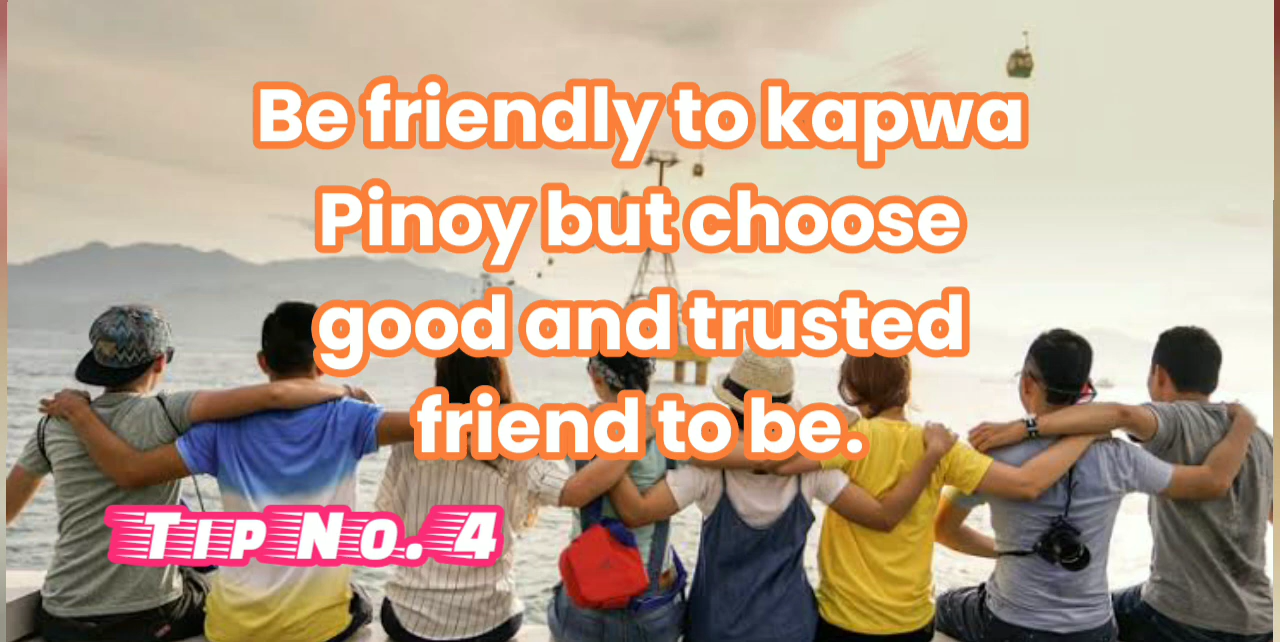 Be friendly to kapwa
Pinoy but choose
good and trusted
friend to be.
Tip No. 4